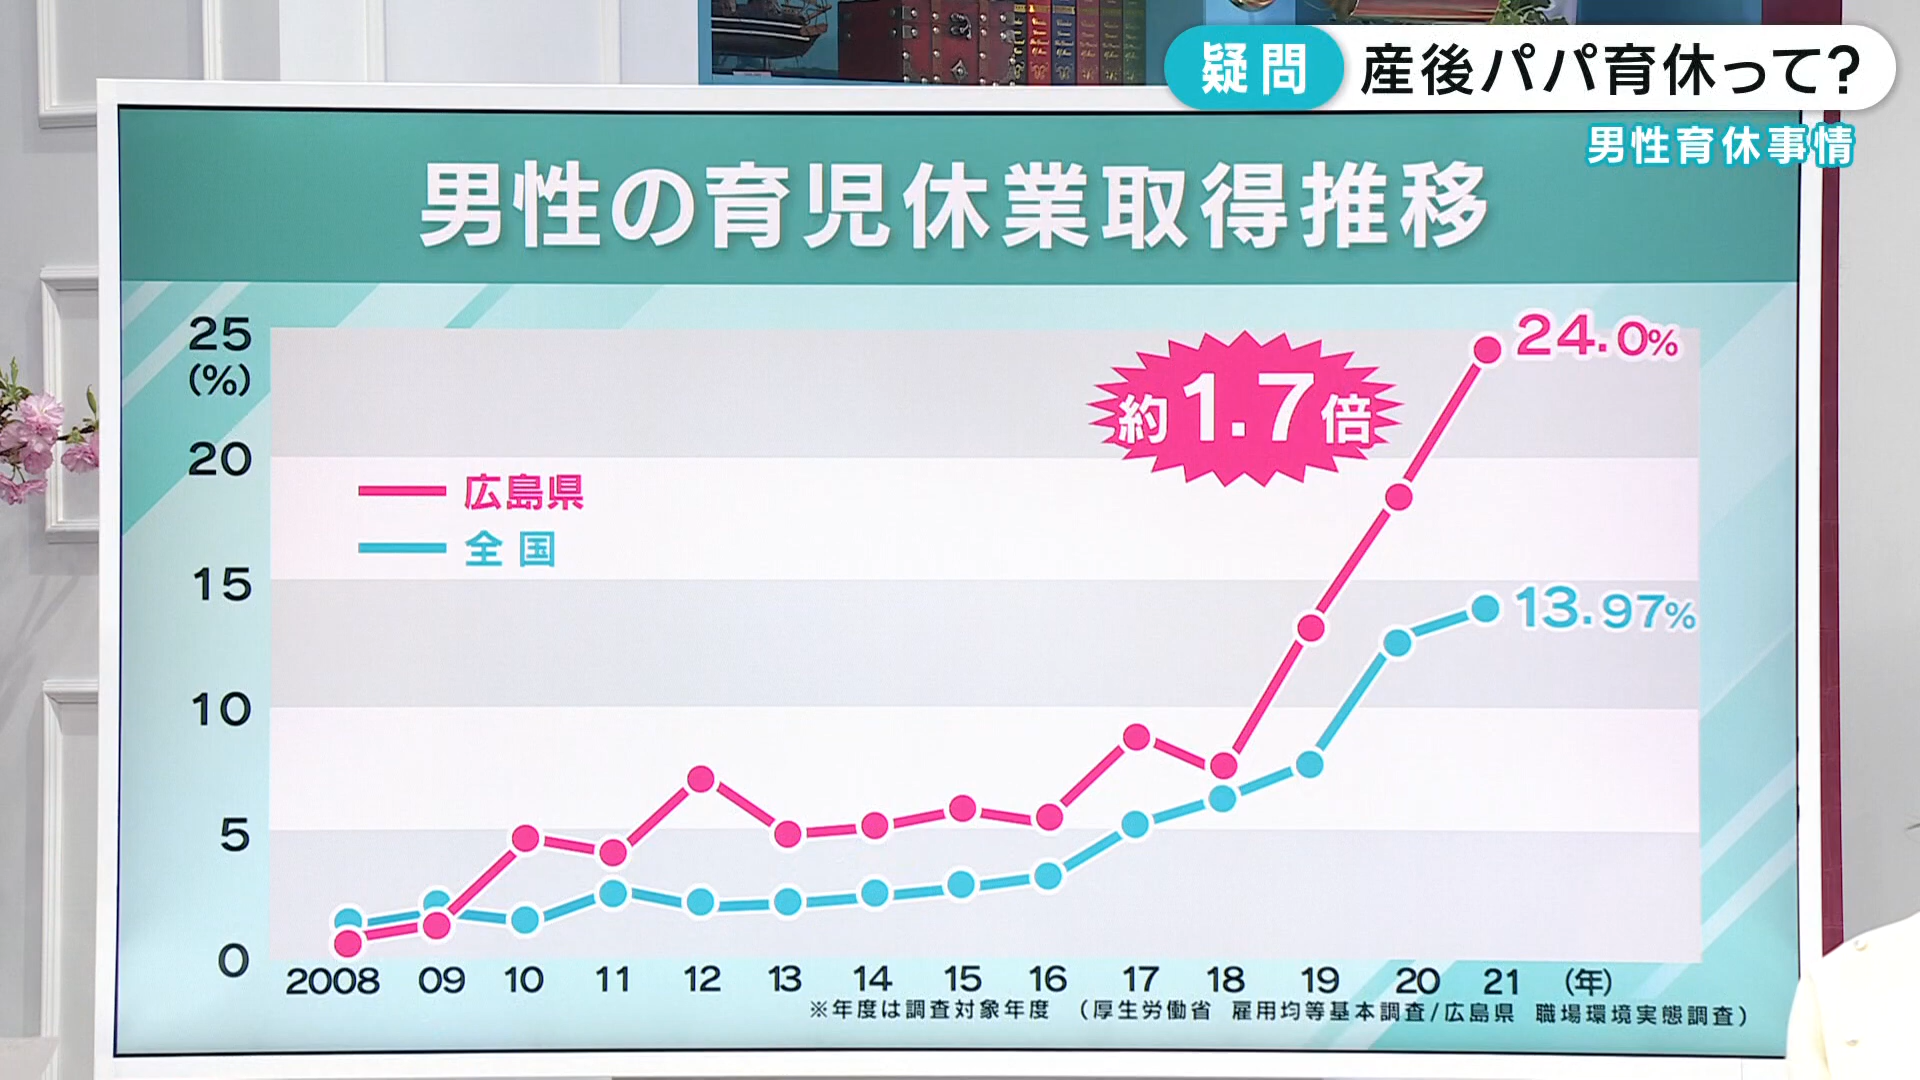 疑問 産後パパ育休って?
男性育休事情
男性の育児休業取得推移
25
(%)
20
15
10
5
0
約1.7倍
24.0%
13.97%
広島県
全国
2008 09 10 11 12 13 14 15 16 17 18 19 20 21 (年)
※年度は調査対象年度 (厚生労働省 雇用均等基本調査/広島県 職場環境実態調査)